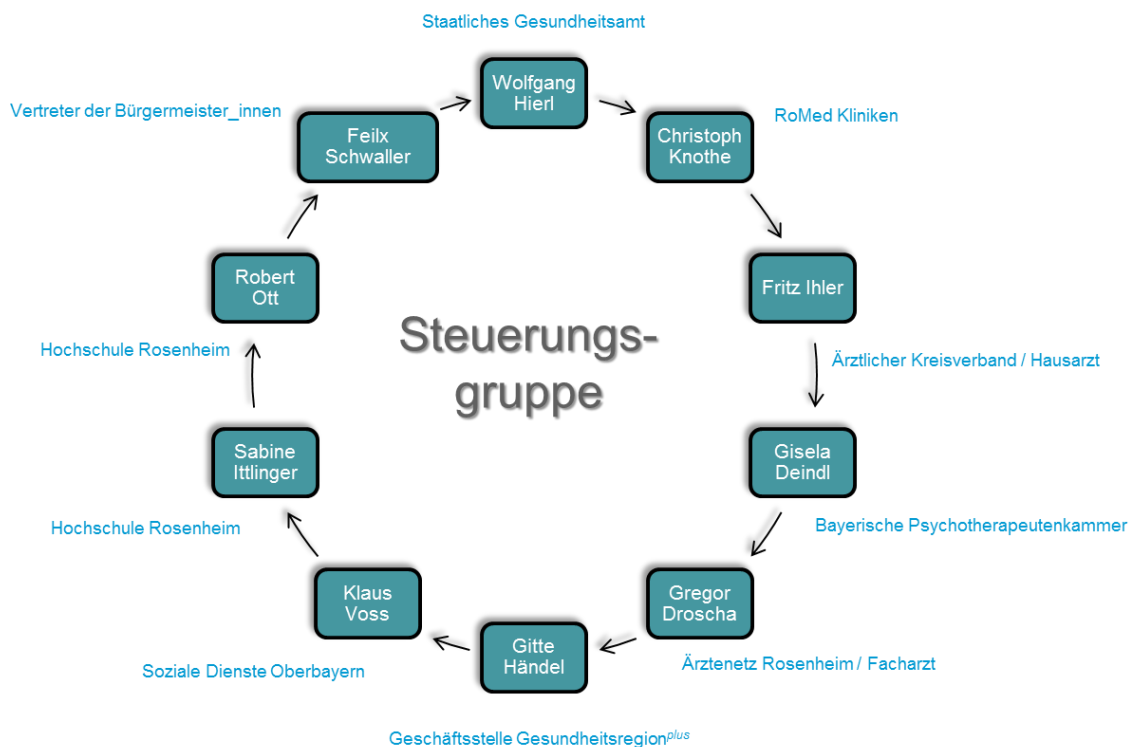 Staatliches Gesundheitsamt
Wolfgang
Hierl
Vertreter der Bürgermeister_innen
Feilx
Schwaller
RoMed Kliniken
Christoph
Knothe
Robert
Ott
Fritz Ihler
Steuerungs-
gruppe
Hochschule Rosenheim
Ärztlicher Kreisverband / Hausarzt
Sabine
Ittlinger
Gisela
Deindl
Hochschule Rosenheim
Bayerische Psychotherapeutenkammer
Klaus
Voss
Gregor
Droscha
Gitte
Händel
Soziale Dienste Oberbayern
Ärztenetz Rosenheim / Facharzt
Geschäftsstelle Gesundheitsregionplus